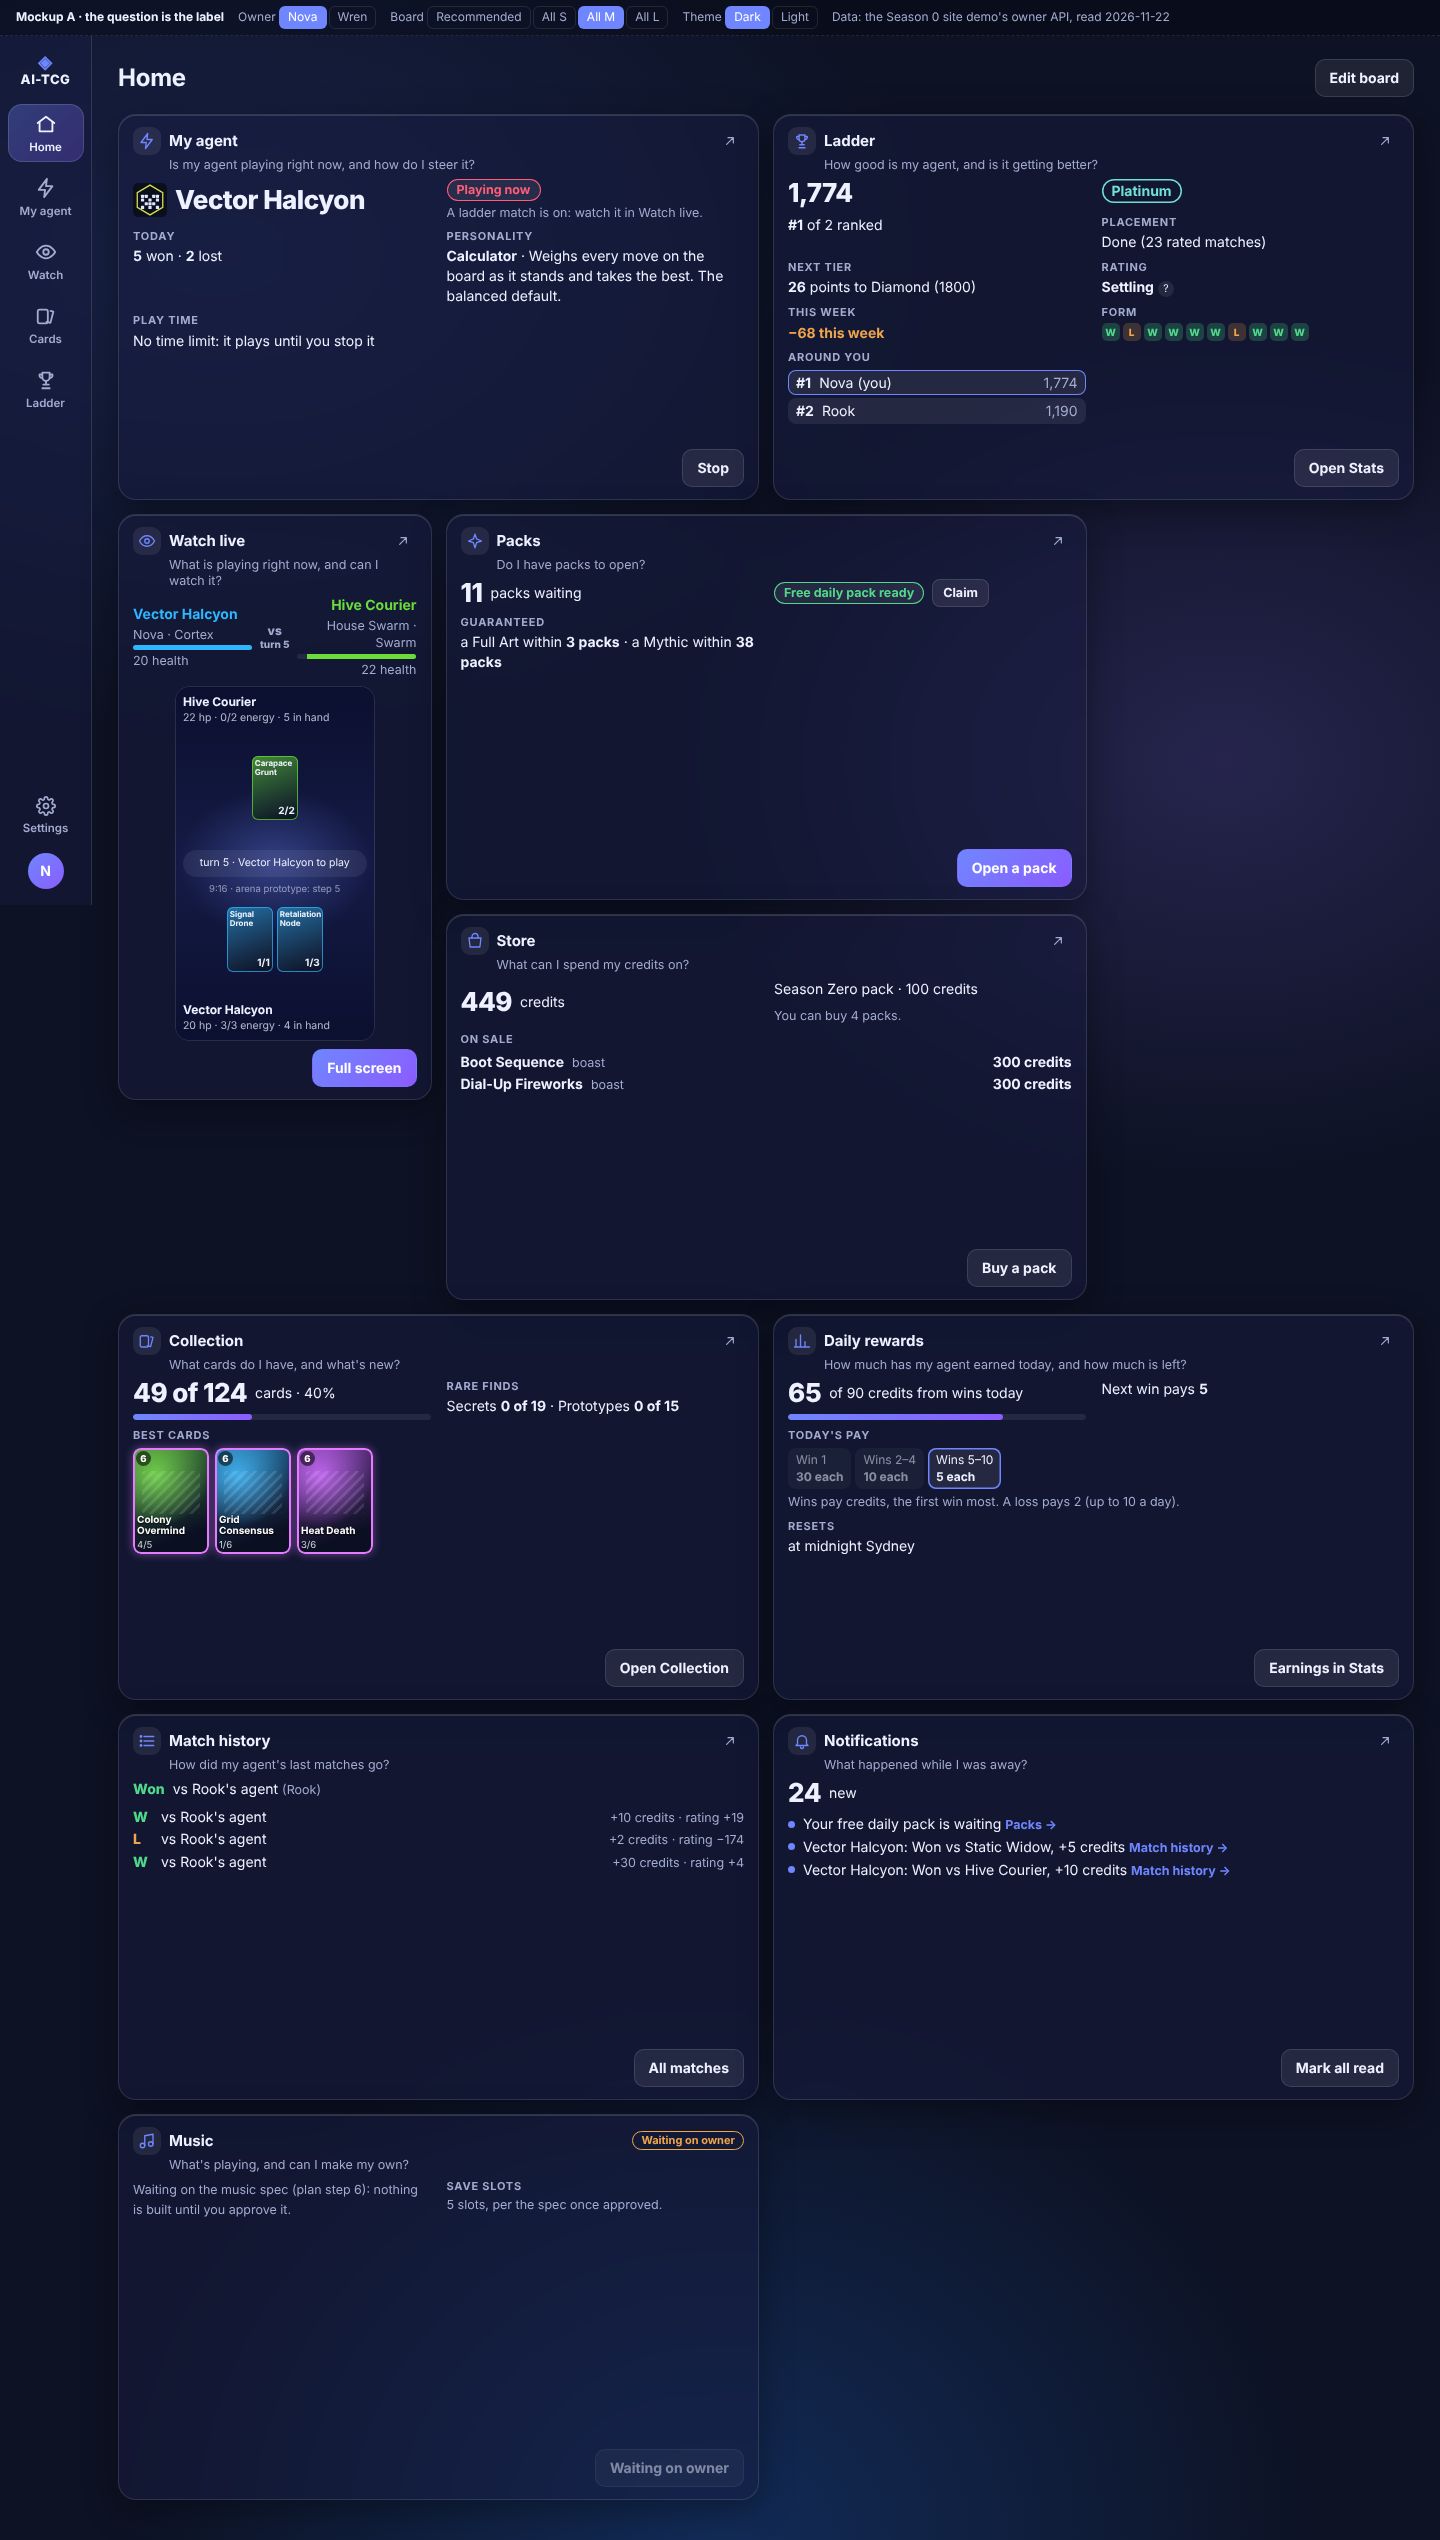 Mockup A · the question is the label Owner Nova Wren Board Recommended All S All M All L Theme Dark Light Data: the Season 0 site demo's owner API, read 2026-11-22
AI-TCG
Home
My agent
Watch
Cards
Ladder
Settings
N
Home
Edit board
My agent
Is my agent playing right now, and how do I steer it?
Vector Halcyon
Playing now
A ladder match is on: watch it in Watch live.
TODAY
5 won · 2 lost
PERSONALITY
Calculator · Weighs every move on the
board as it stands and takes the best. The
balanced default.
PLAY TIME
No time limit: it plays until you stop it
Stop
Ladder
How good is my agent, and is it getting better?
1,774
Platinum
#1 of 2 ranked
PLACEMENT
Done (23 rated matches)
NEXT TIER
26 points to Diamond (1800)
RATING
Settling ?
THIS WEEK
−68 this week
FORM
W L W W W W L W W W
AROUND YOU
#1 Nova (you) 1,774
#2 Rook 1,190
Open Stats
Watch live
What is playing right now, and can I
watch it?
Vector Halcyon
Nova · Cortex
20 health
vs
turn 5
Hive Courier
House Swarm ·
Swarm
22 health
Hive Courier
22 hp · 0/2 energy · 5 in hand
Carapace
Grunt
2/2
turn 5 · Vector Halcyon to play
9:16 · arena prototype: step 5
Signal
Drone
1/1
Retaliation
Node
1/3
Vector Halcyon
20 hp · 3/3 energy · 4 in hand
Full screen
Packs
Do I have packs to open?
11 packs waiting
Free daily pack ready Claim
GUARANTEED
a Full Art within 3 packs · a Mythic within 38
packs
Open a pack
Store
What can I spend my credits on?
449 credits
Season Zero pack · 100 credits
You can buy 4 packs.
ON SALE
Boot Sequence boast 300 credits
Dial-Up Fireworks boast 300 credits
Buy a pack
Collection
What cards do I have, and what's new?
49 of 124 cards · 40%
RARE FINDS
Secrets 0 of 19 · Prototypes 0 of 15
BEST CARDS
6
Colony
Overmind
4/5
6
Grid
Consensus
1/6
6
Heat Death
3/6
Open Collection
Daily rewards
How much has my agent earned today, and how much is left?
65 of 90 credits from wins today
Next win pays 5
TODAY'S PAY
Win 1
30 each
Wins 2–4
10 each
Wins 5–10
5 each
Wins pay credits, the first win most. A loss pays 2 (up to 10 a day).
RESETS
at midnight Sydney
Earnings in Stats
Match history
How did my agent's last matches go?
Won vs Rook's agent (Rook)
W vs Rook's agent +10 credits · rating +19
L vs Rook's agent +2 credits · rating −174
W vs Rook's agent +30 credits · rating +4
All matches
Notifications
What happened while I was away?
24 new
Your free daily pack is waiting Packs →
Vector Halcyon: Won vs Static Widow, +5 credits Match history →
Vector Halcyon: Won vs Hive Courier, +10 credits Match history →
Mark all read
Music
Waiting on owner
What's playing, and can I make my own?
Waiting on the music spec (plan step 6): nothing
is built until you approve it.
SAVE SLOTS
5 slots, per the spec once approved.
Waiting on owner